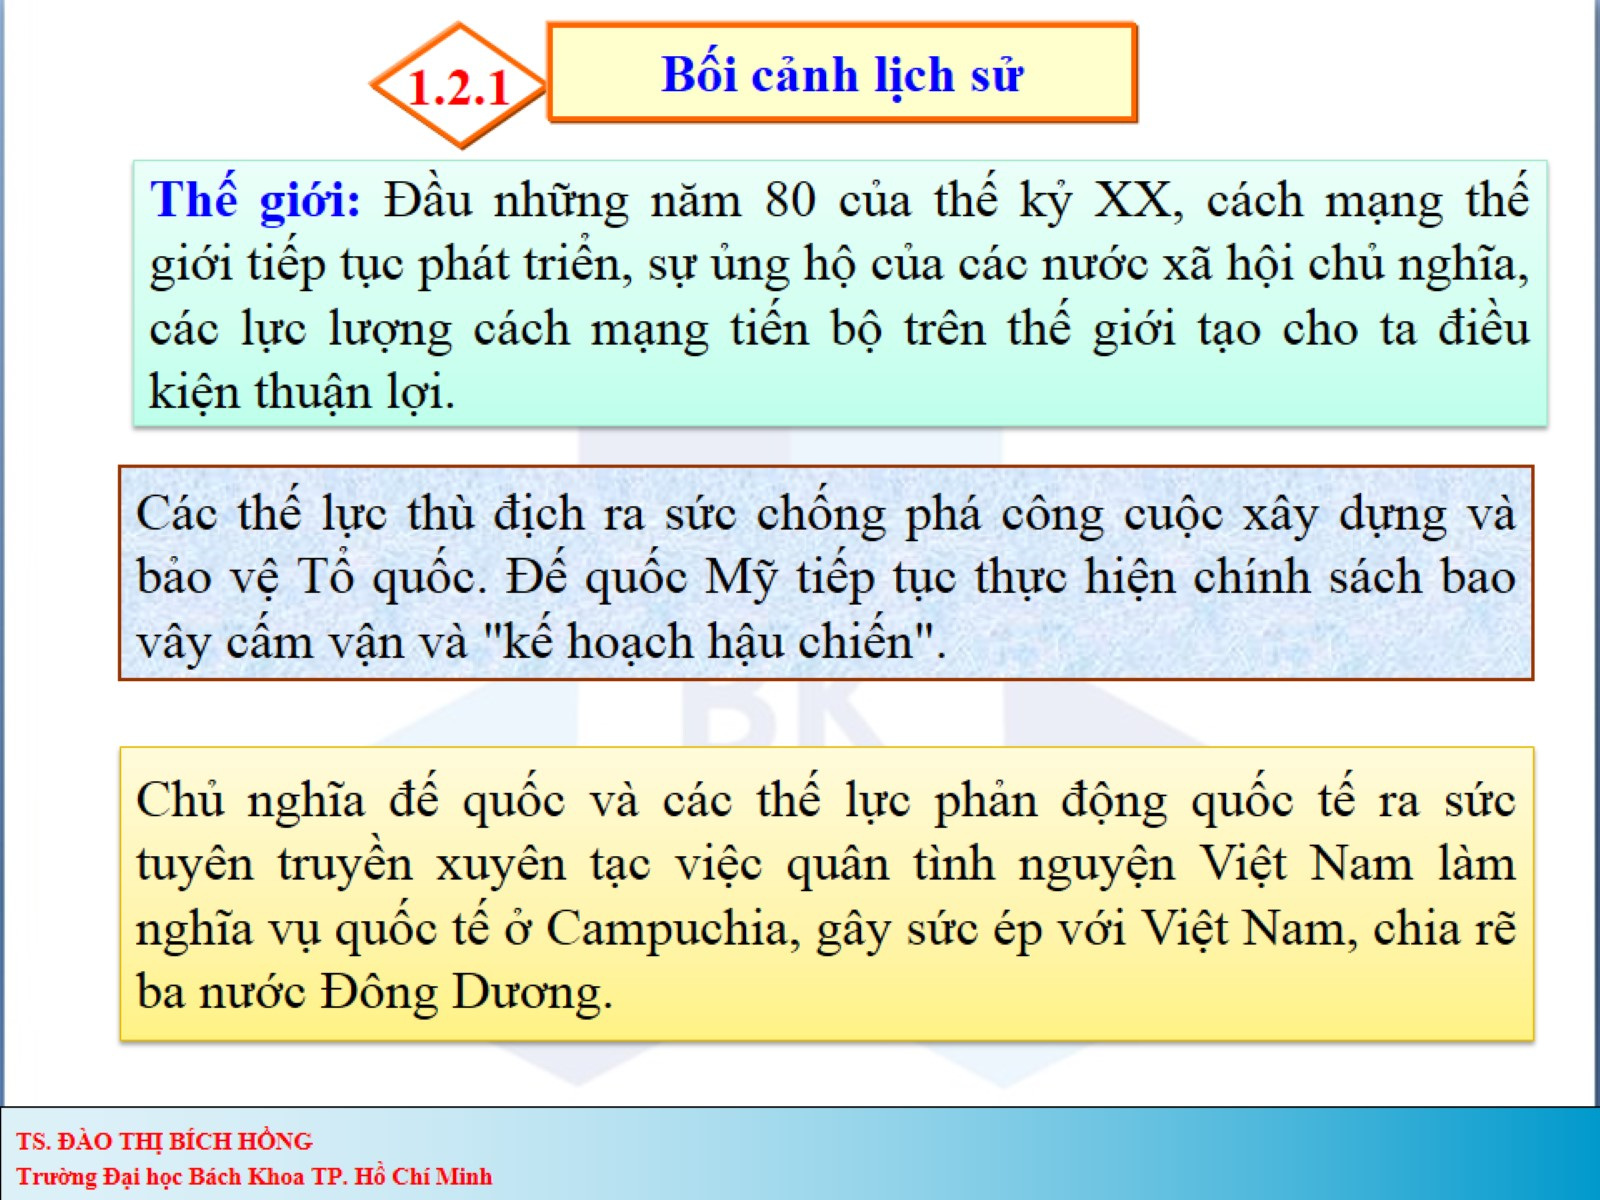 1.2.1
Bối cảnh lịch sử
Thế giới: Đầu những năm 80 của thế kỷ XX, cách mạng thế
giới tiếp tục phát triển, sự ủng hộ của các nước xã hội chủ nghĩa,
các lực lượng cách mạng tiến bộ trên thế giới tạo cho ta điều
kiện thuận lợi.
Các thế lực thù địch ra sức chống phá công cuộc xây dựng và
bảo vệ Tổ quốc. Đế quốc Mỹ tiếp tục thực hiện chính sách bao
vây cấm vận và "kế hoạch hậu chiến".
BK
Chủ nghĩa đế quốc và các thế lực phản động quốc tế ra sức
tuyên truyền xuyên tạc việc quân tình nguyện Việt Nam làm
nghĩa vụ quốc tế ở Campuchia, gây sức ép với Việt Nam, chia rẽ
ba nước Đông Dương.
TS. ĐÀO THỊ BÍCH HỒNG
Trường Đại học Bách Khoa TP. Hồ Chí Minh